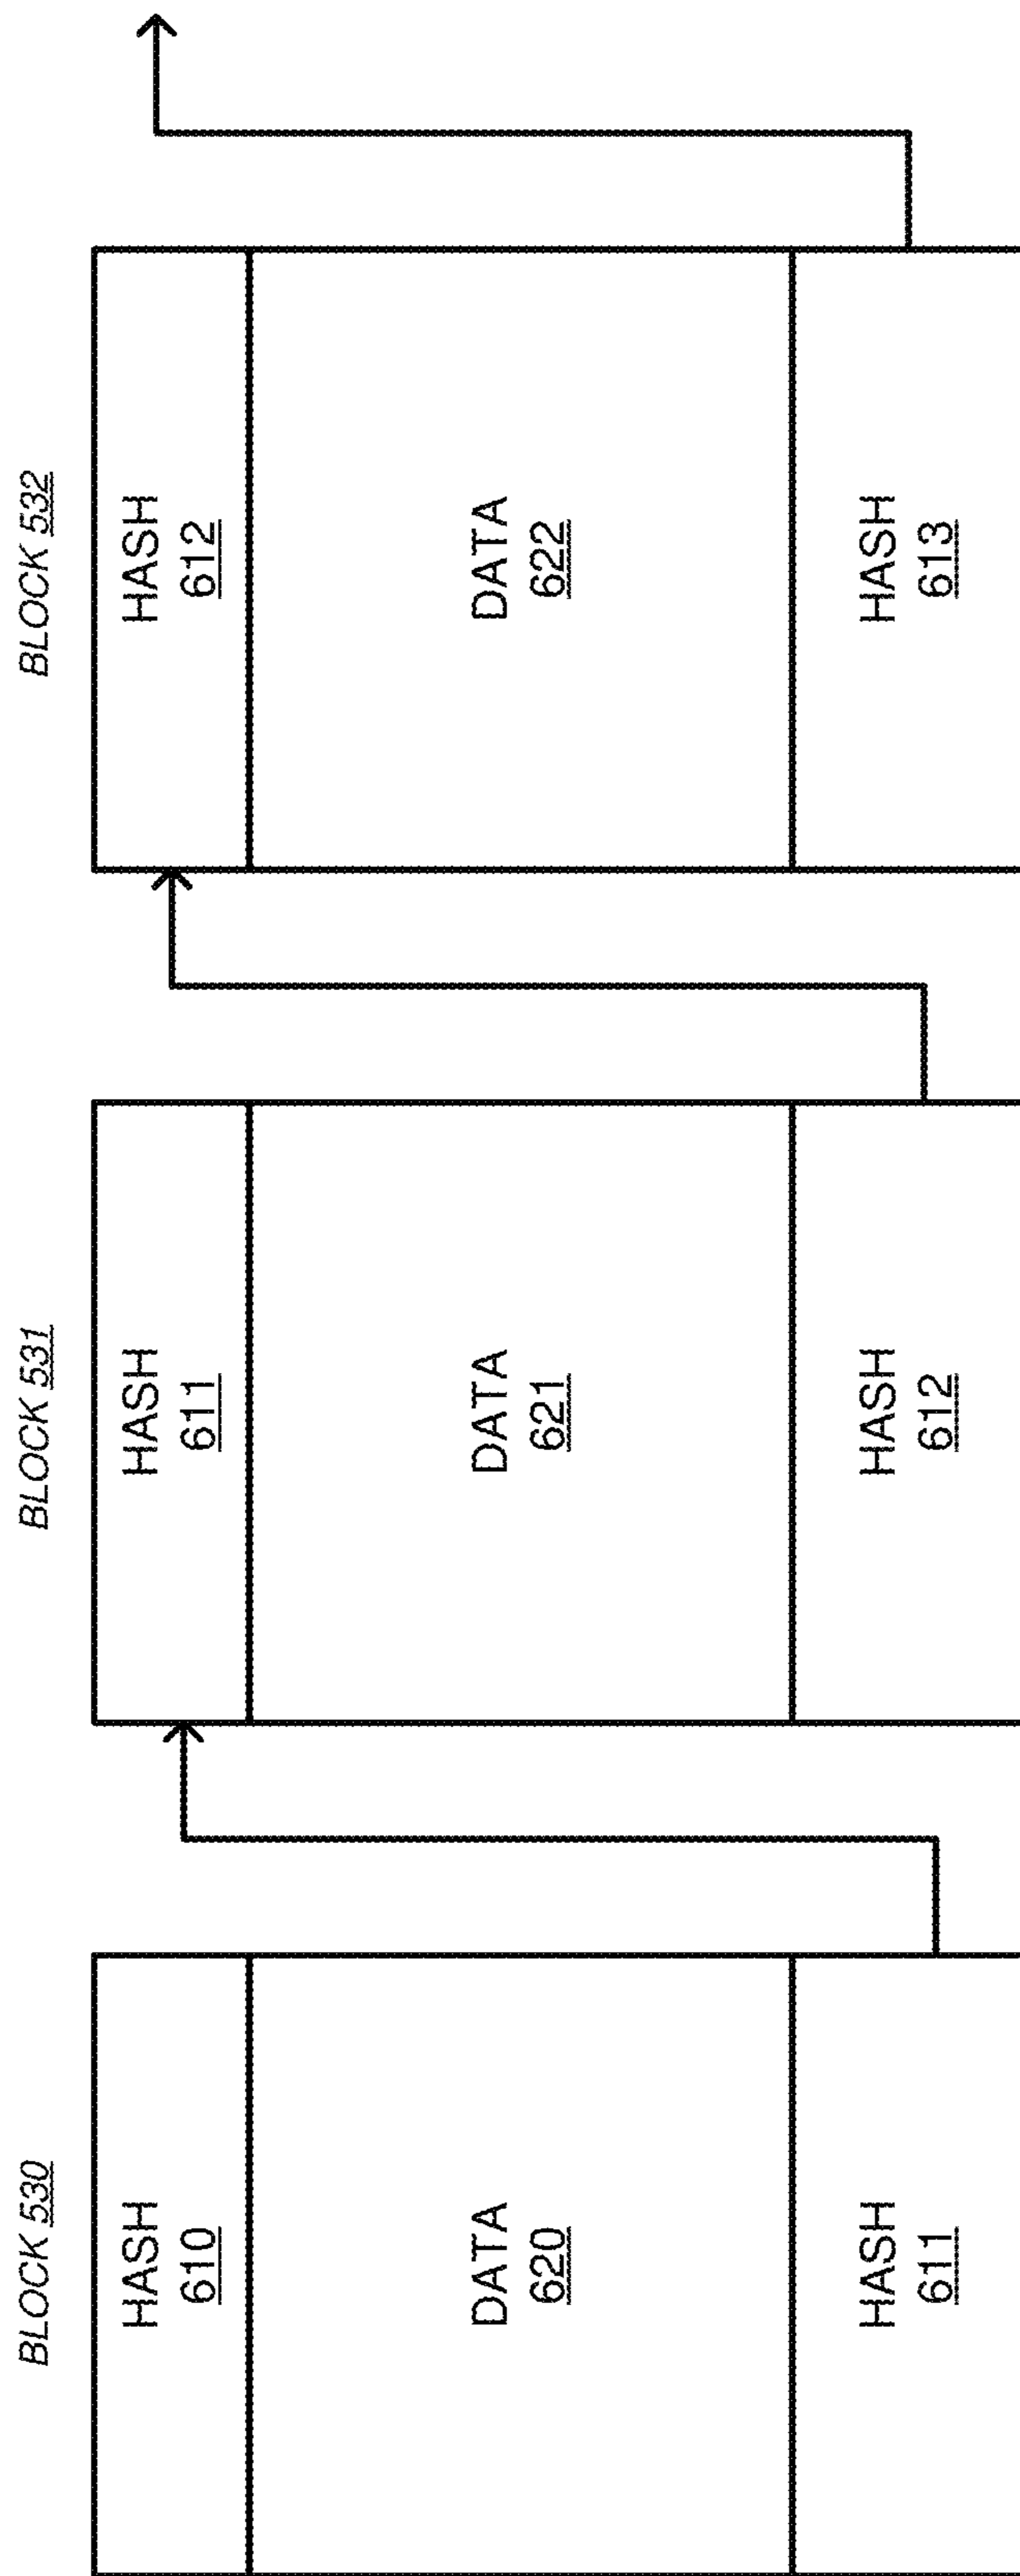 BLOCK 530
HASH
610
DATA
620
HASH
611
BLOCK 531
HASH
611
DATA
621
HASH
612
BLOCK 532
HASH
612
DATA
622
HASH
613